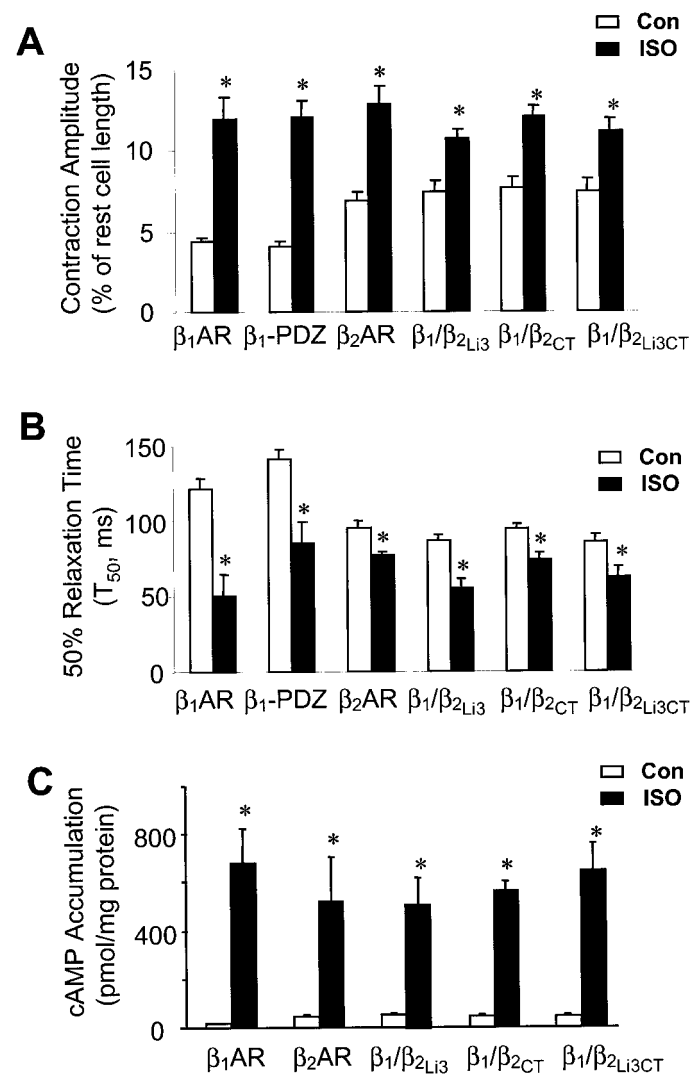 A
Con
ISO
Contraction Amplitude
(% of rest cell length)
15
10
5
0
* * * * * *
β₁AR β₁-PDZ β₂AR β₁/β₂Li3 β₁/β₂CT β₁/β₂Li3CT
B
Con
ISO
50% Relaxation Time
(T₅₀, ms)
150
100
50
0
* * * * * *
β₁AR β₁-PDZ β₂AR β₁/β₂Li3 β₁/β₂CT β₁/β₂Li3CT
C
Con
ISO
cAMP Accumulation
(pmol/mg protein)
800
400
0
* * * * *
β₁AR β₂AR β₁/β₂Li3 β₁/β₂CT β₁/β₂Li3CT